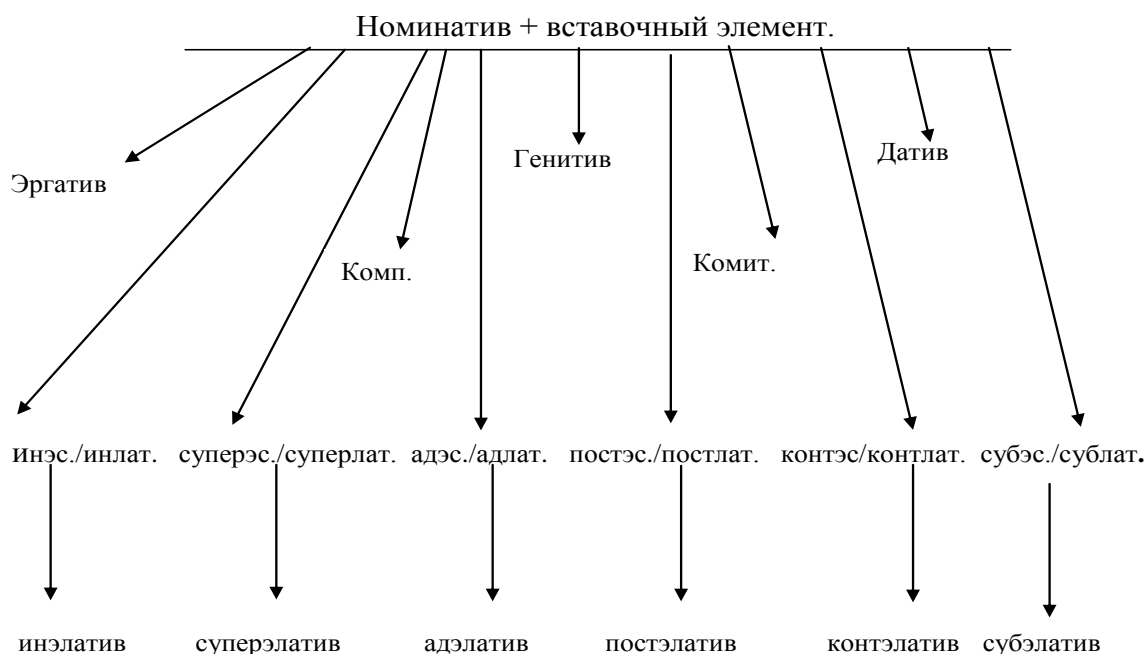 Номинатив + вставочный элемент.
Эргатив
Генитив
Датив
Комп.
Комит.
инэс./инлат. суперэс./суперлат. адэс./адлат. постэс./постлат. контэс/контлат. субэс./сублат.
инэлатив суперэлатив адэлатив постэлатив контэлатив субэлатив